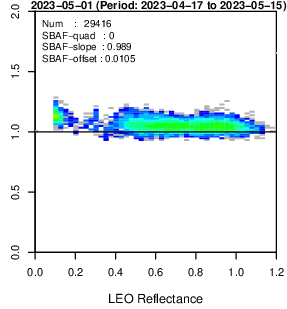 2023-05-01 (Period: 2023-04-17 to 2023-05-15)
Num : 29416
SBAF-quad : 0
SBAF-slope : 0.989
SBAF-offset : 0.0105
2.0
1.5
1.0
0.5
0.0
0.0 0.2 0.4 0.6 0.8 1.0 1.2
LEO Reflectance